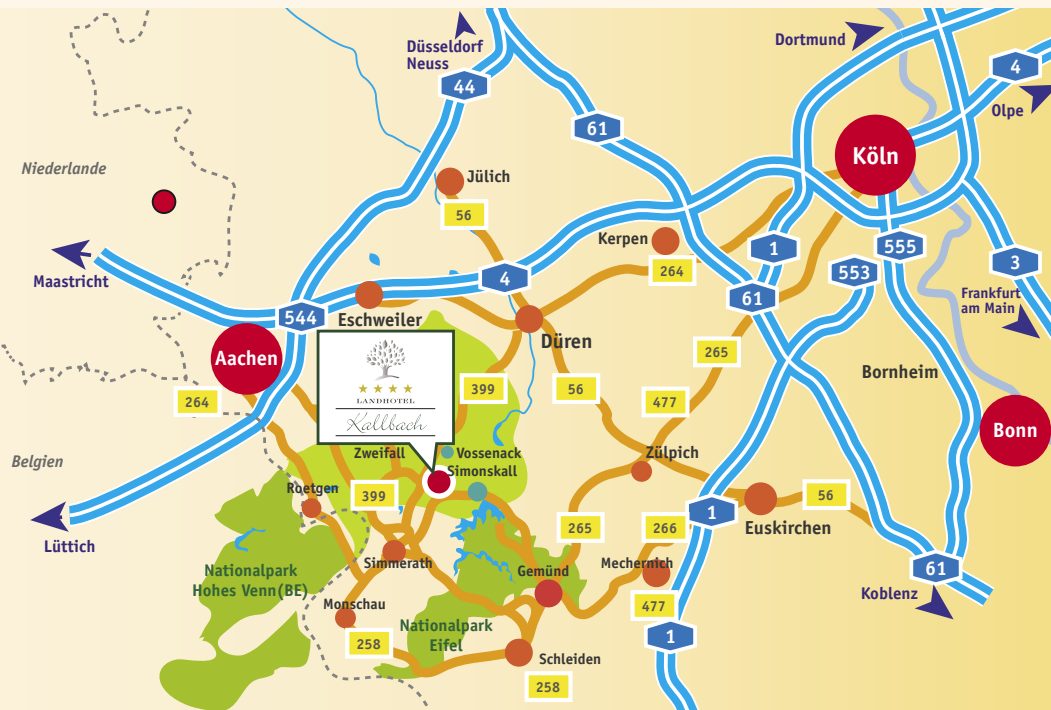 Düsseldorf
Neuss
Dortmund
4
Olpe
44
61
Köln
Niederlande
Jülich
56
Kerpen
264
1
555
553
3
Maastricht
4
61
Frankfurt
am Main
544
Eschweiler
Düren
Aachen
265
Bornheim
LANDHOTEL
Kallbach
399
56
477
264
Bonn
Zweifall
Vossenack
Simonskall
Zülpich
Belgien
Roetgen
399
56
1
Euskirchen
265
266
Lüttich
Simmerath
Gemünd
Mechernich
61
Nationalpark
Hohes Venn(BE)
Koblenz
Monschau
477
Nationalpark
Eifel
1
258
Schleiden
258